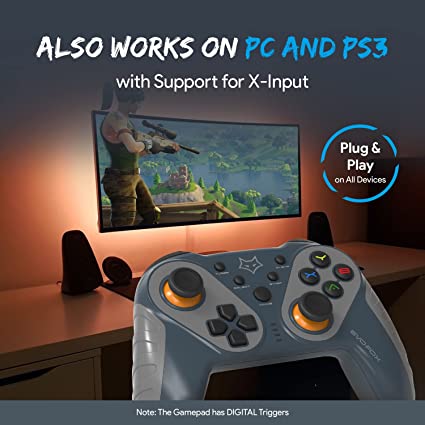 ALSO WORKS ON PC AND PS3
with Support for X-Input
Plug &
Play
on All Devices
X
B
Y
A
EVOFOX
Note: The Gamepad has DIGITAL Triggers